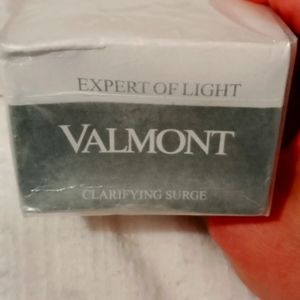 EXPERT OF LIGHT
VALMONT
CLARIFYING SURGE